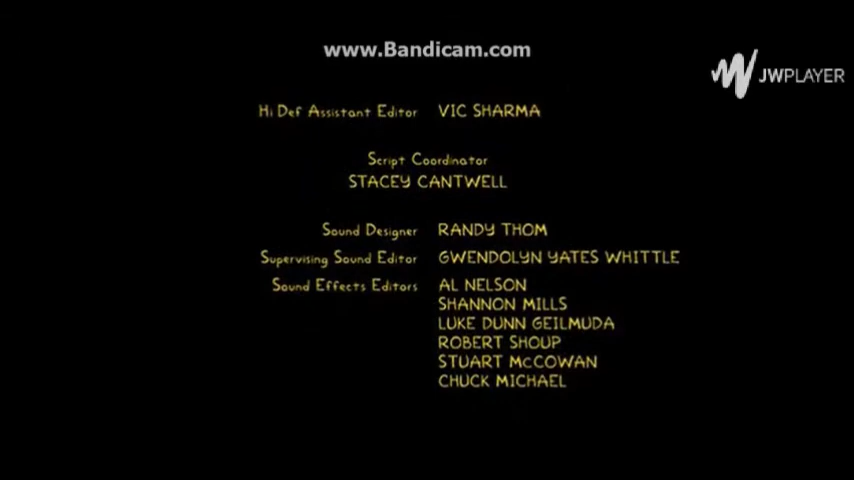 www.Bandicam.com
JWPLAYER
Hi Def Assistant Editor VIC SHARMA
Script Coordinator
STACEY CANTWELL
Sound Designer RANDY THOM
Supervising Sound Editor GWENDOLYN YATES WHITTLE
Sound Effects Editors AL NELSON
SHANNON MILLS
LUKE DUNN GEILMUDA
ROBERT SHOUP
STUART McCOWAN
CHUCK MICHAEL